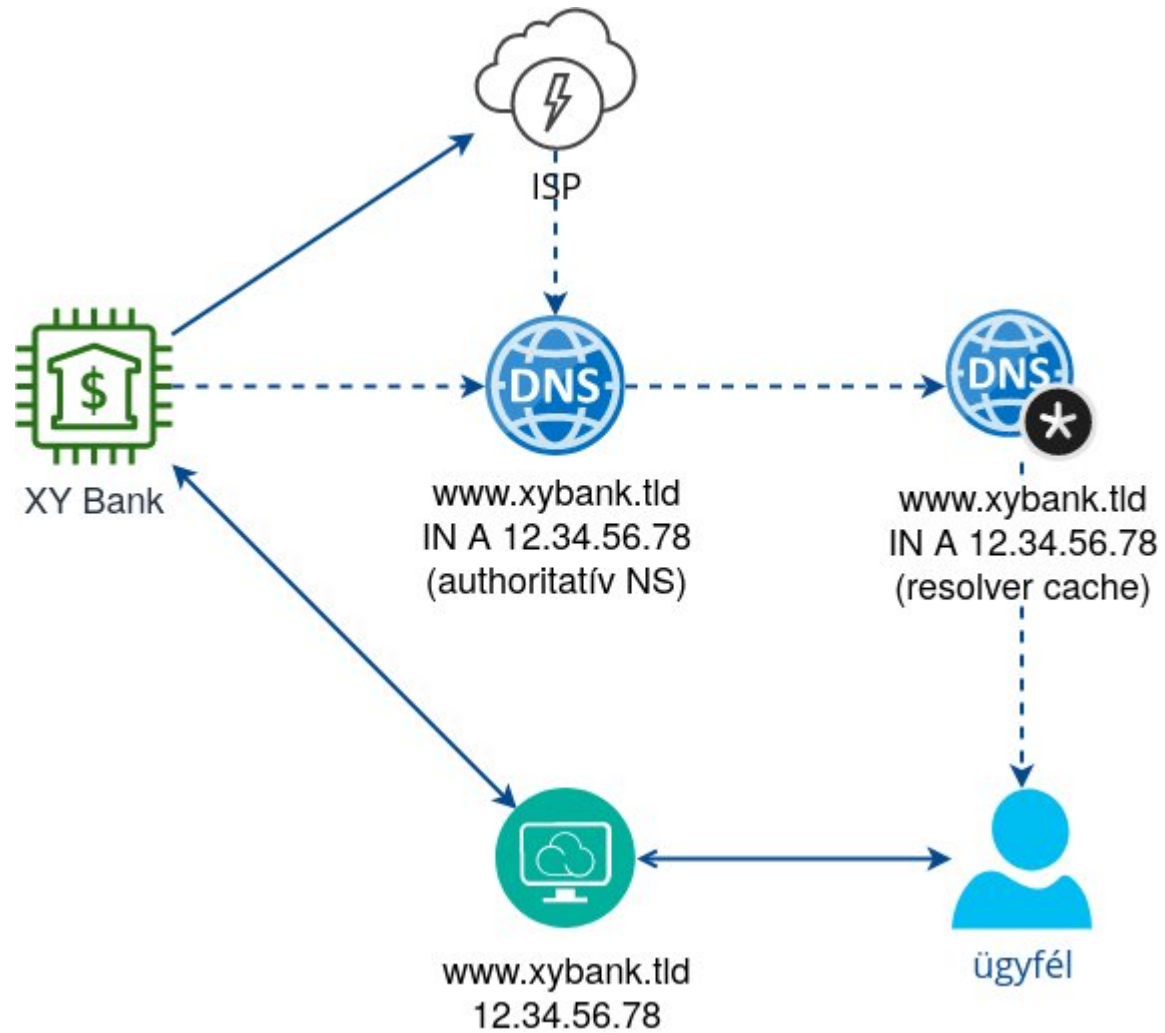 ISP
$
DNS
DNS
*
XY Bank
www.xybank.tld
IN A 12.34.56.78
(authoritatív NS)
www.xybank.tld
IN A 12.34.56.78
(resolver cache)
www.xybank.tld
12.34.56.78
ügyfél